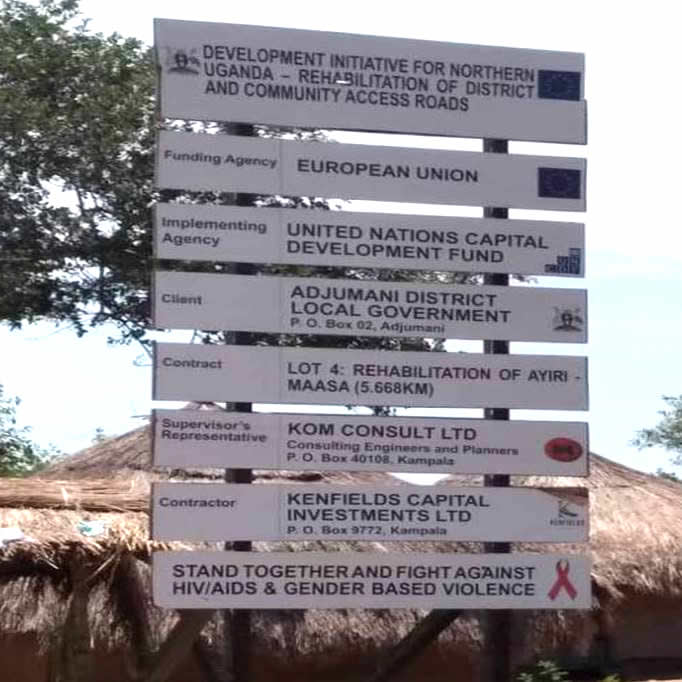 DEVELOPMENT INITIATIVE FOR NORTHERN
UGANDA – REHABILITATION OF DISTRICT
AND COMMUNITY ACCESS ROADS
Funding Agency
EUROPEAN UNION
Implementing
Agency
UNITED NATIONS CAPITAL
DEVELOPMENT FUND
Client
ADJUMANI DISTRICT
LOCAL GOVERNMENT
P. O. Box 02, Adjumani
Contract
LOT 4: REHABILITATION OF AYIRI -
MAASA (5.668KM)
Supervisor's
Representative
KOM CONSULT LTD
Consulting Engineers and Planners
P. O. Box 40108, Kampala
Contractor
KENFIELDS CAPITAL
INVESTMENTS LTD
P. O. Box 9772, Kampala
KENFIELDS
STAND TOGETHER AND FIGHT AGAINST
HIV/AIDS & GENDER BASED VIOLENCE